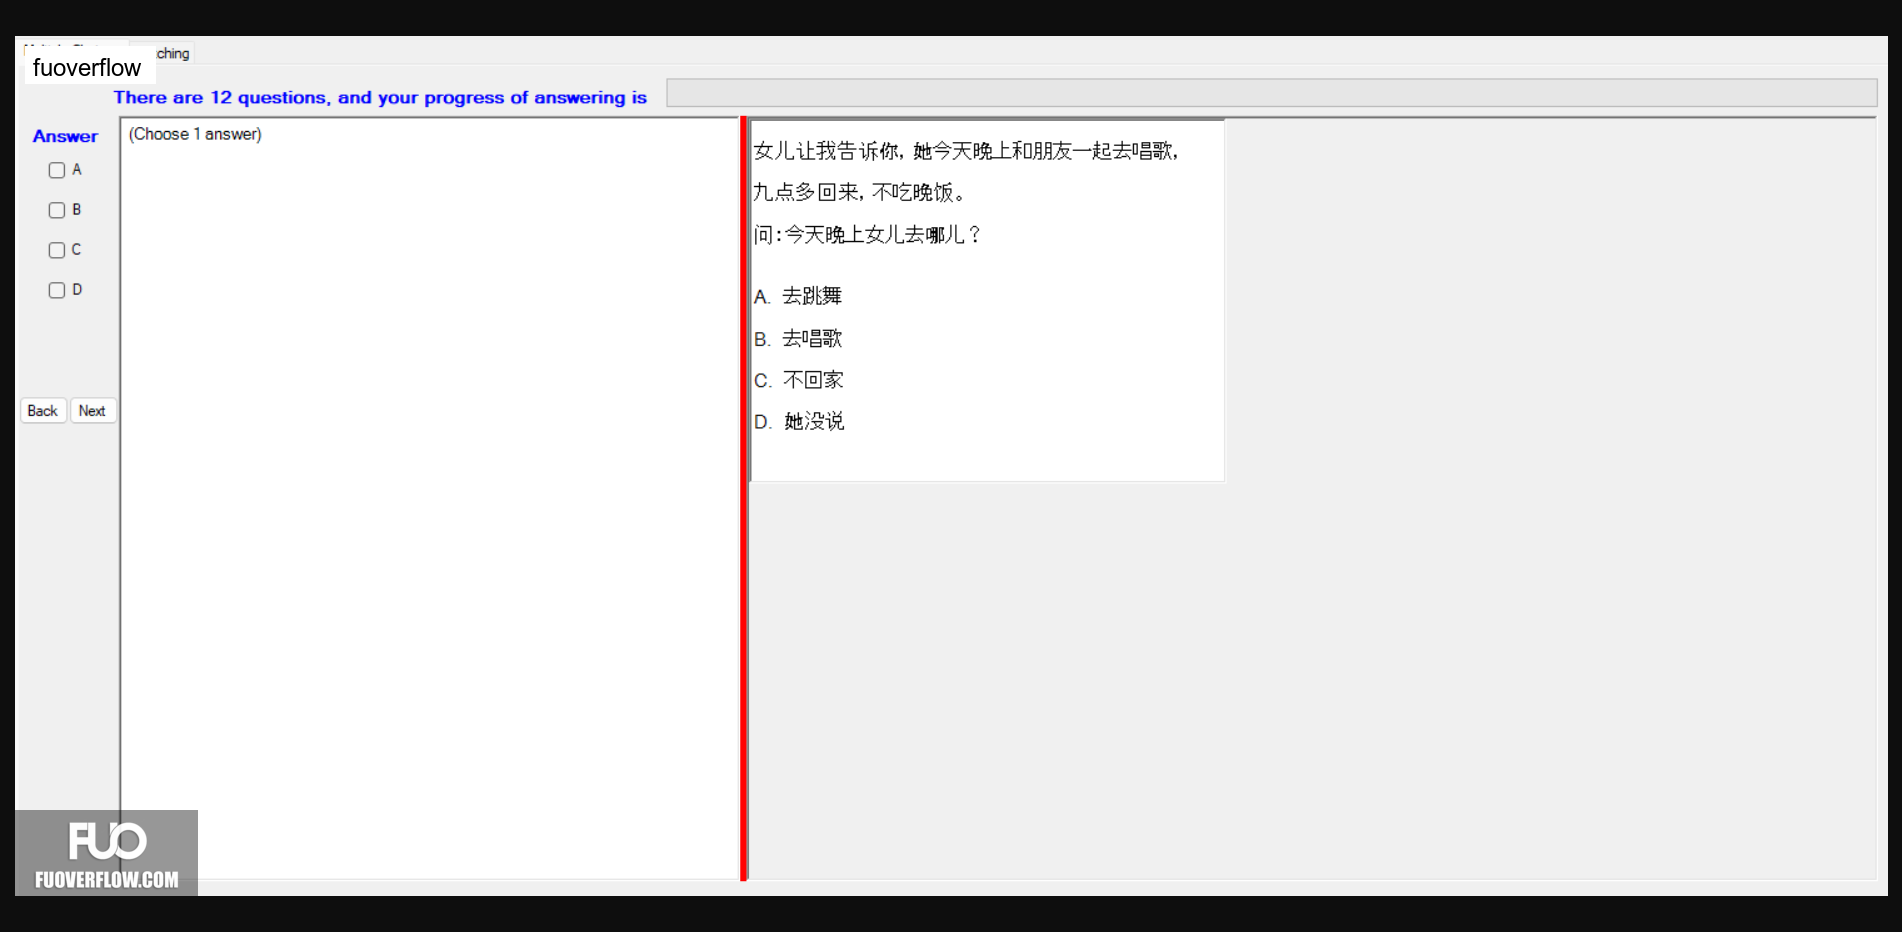 ching
fuoverflow
There are 12 questions, and your progress of answering is
Answer
(Choose 1 answer)
A
B
C
D
Back Next
女儿让我告诉你, 她今天晚上和朋友一起去唱歌,
九点多回来, 不吃晚饭。
问:今天晚上女儿去哪儿?
A. 去跳舞
B. 去唱歌
C. 不回家
D. 她没说
FUO
FUOVERFLOW.COM